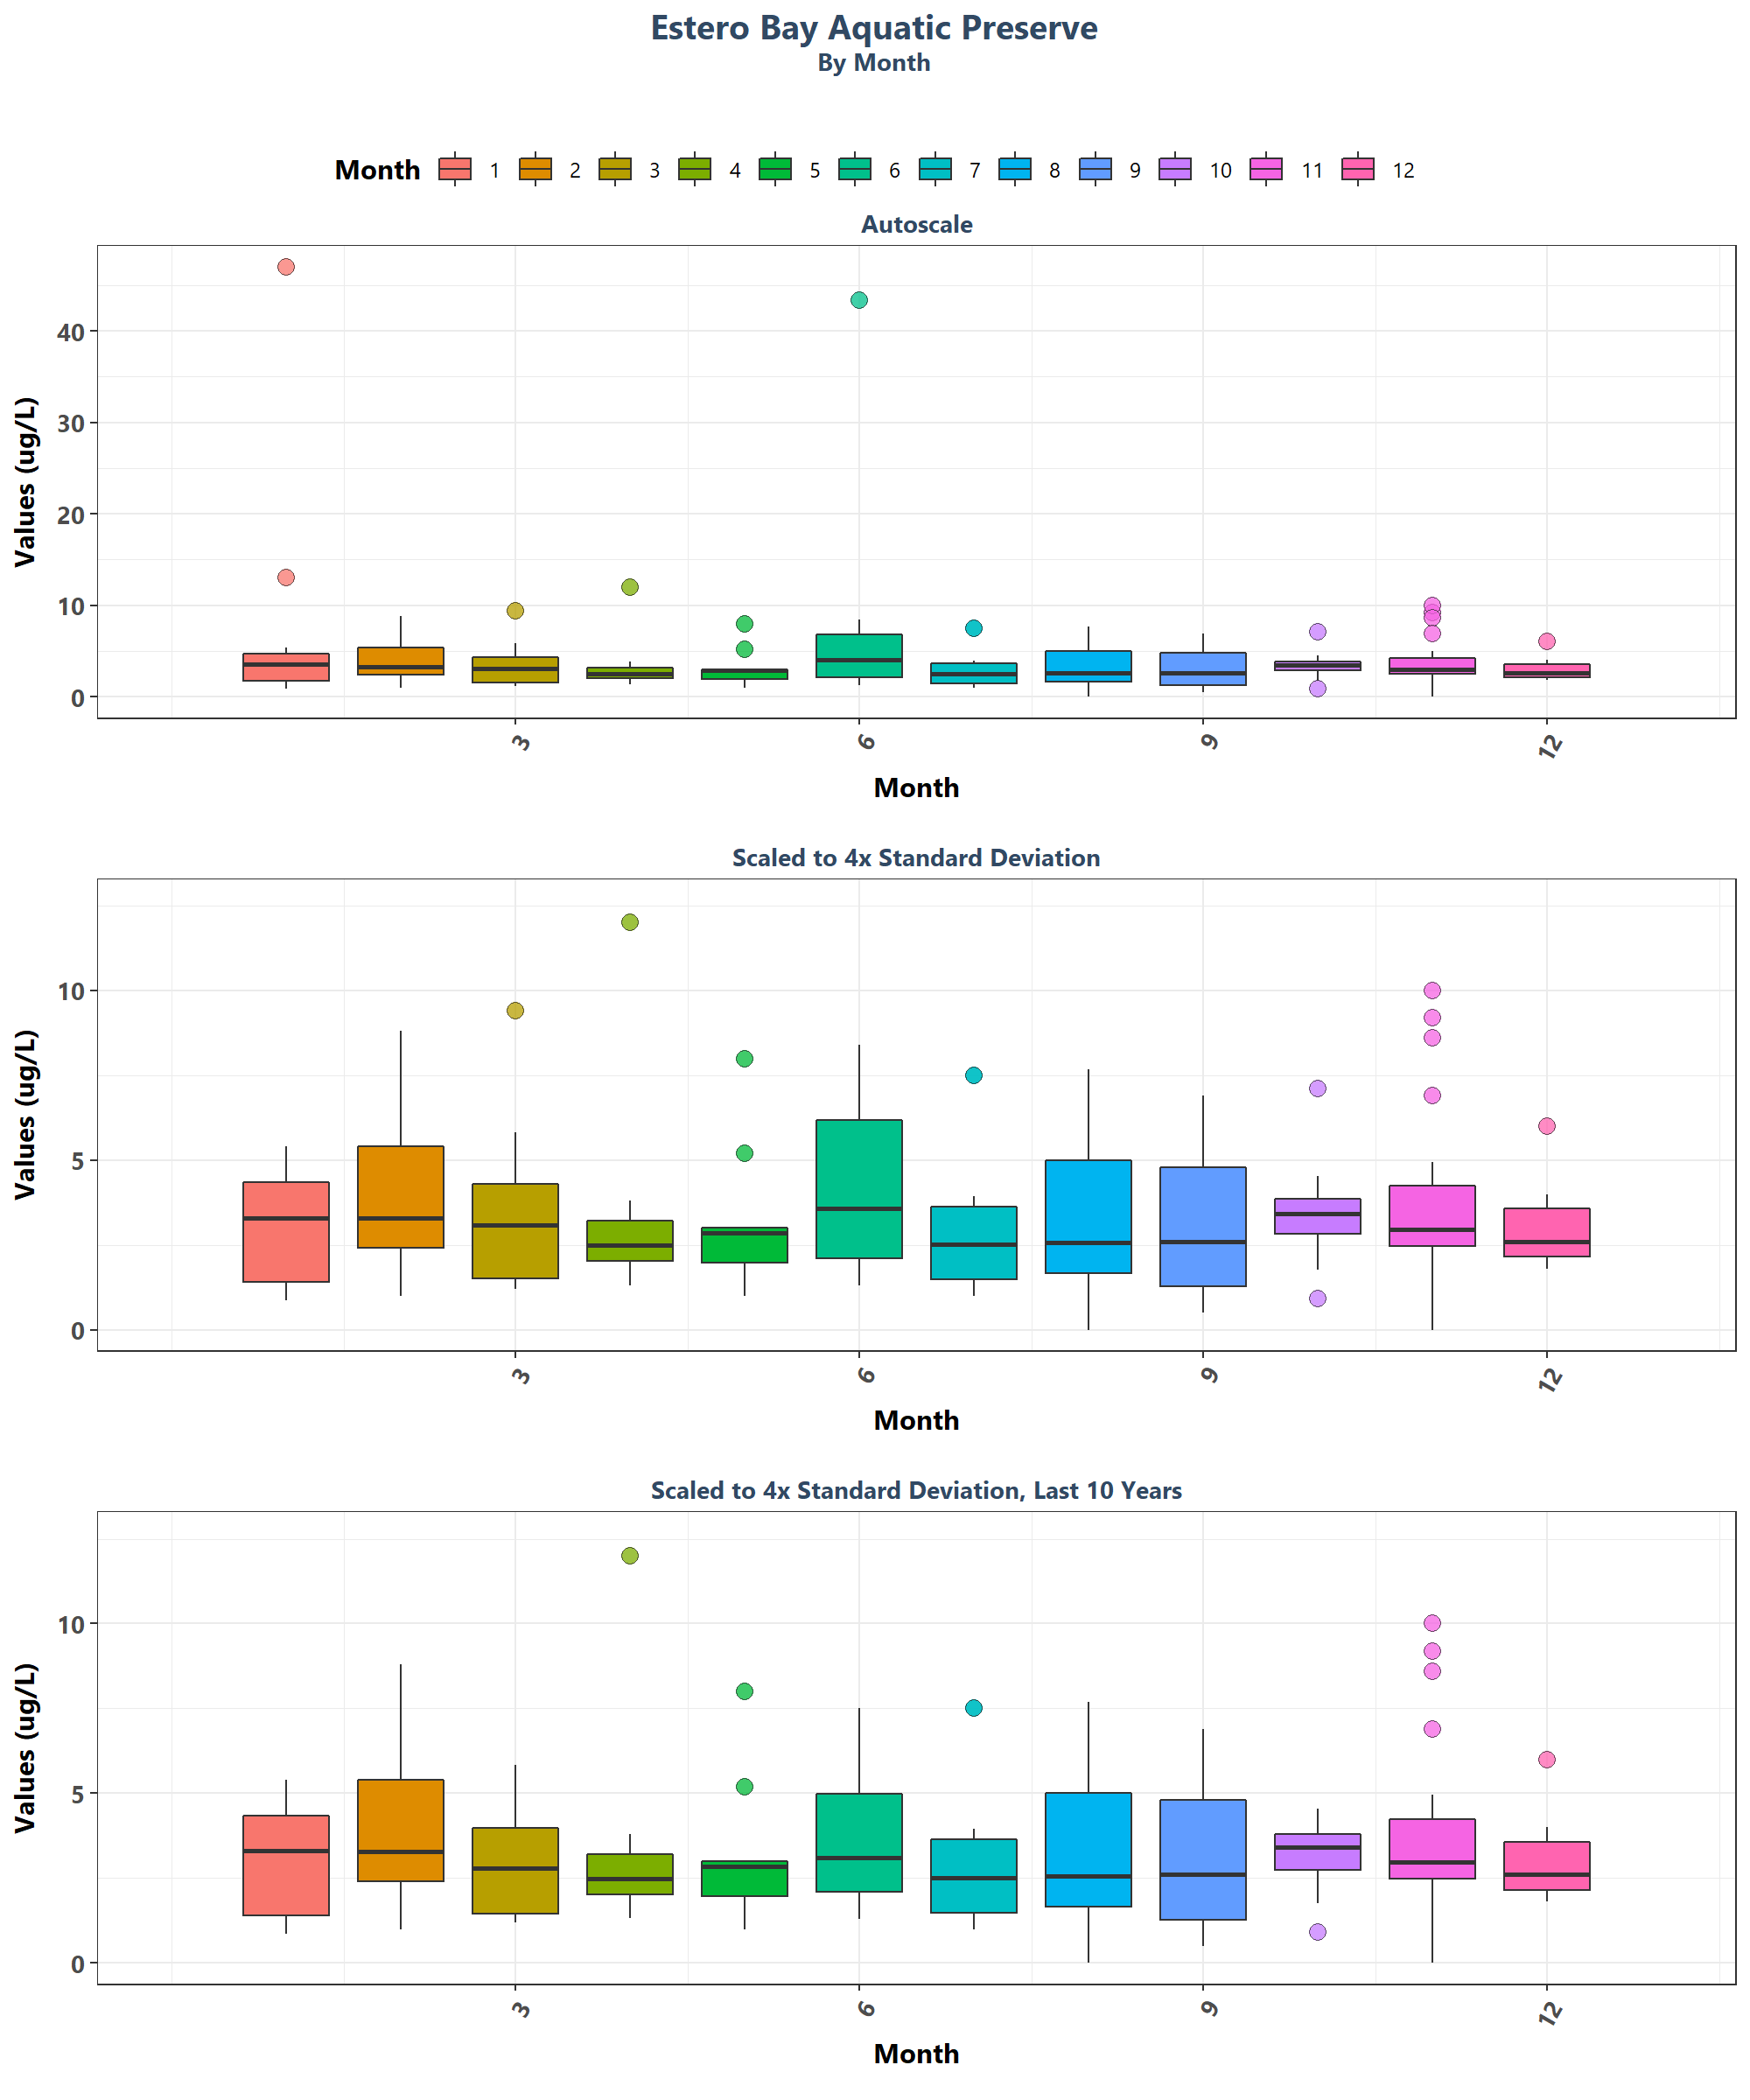 Estero Bay Aquatic Preserve
By Month
Month 1 2 3 4 5 6 7 8 9 10 11 12
Autoscale
Values (ug/L)
40
30
20
10
0
3 6 9 12
Month
Scaled to 4x Standard Deviation
Values (ug/L)
10
5
0
3 6 9 12
Month
Scaled to 4x Standard Deviation, Last 10 Years
Values (ug/L)
10
5
0
3 6 9 12
Month